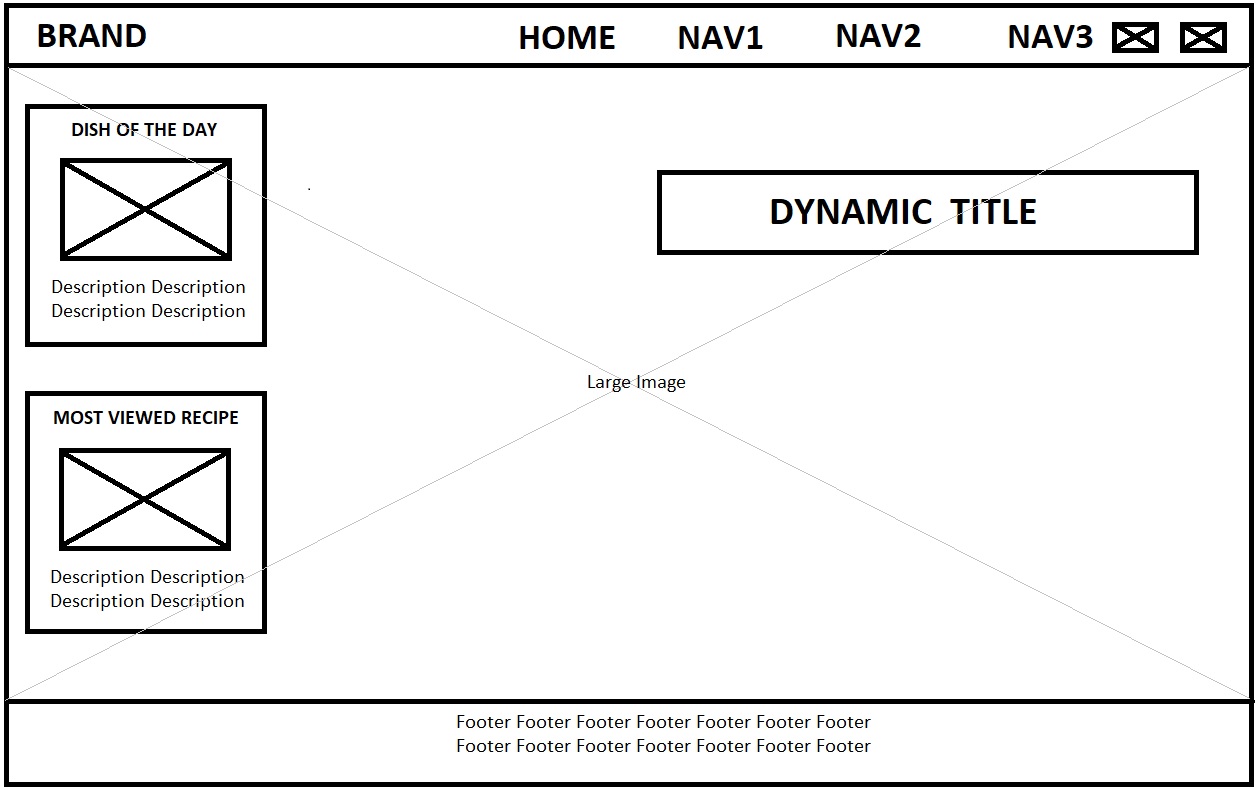 BRAND HOME NAV1 NAV2 NAV3
DISH OF THE DAY
Description Description
Description Description
DYNAMIC TITLE
Large Image
MOST VIEWED RECIPE
Description Description
Description Description
Footer Footer Footer Footer Footer Footer Footer
Footer Footer Footer Footer Footer Footer Footer